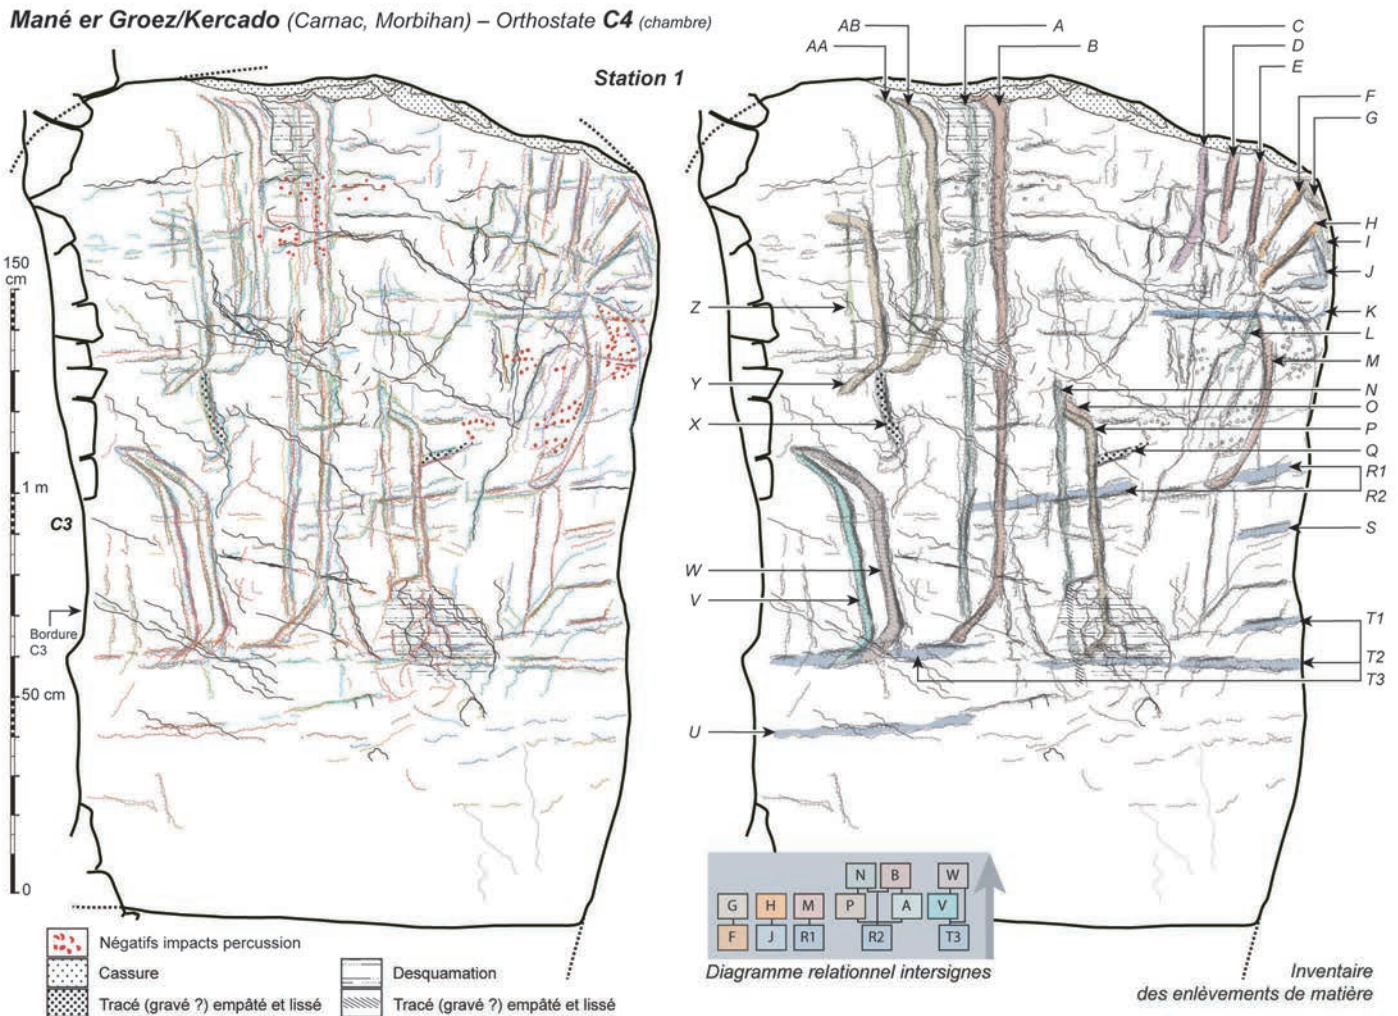 Mané er Groez/Kercado (Carnac, Morbihan) – Orthostate C4 (chambre)
Station 1
AB
AA
A
B
C
D
E
F
G
H
I
J
K
L
M
N
O
P
Q
R1
R2
S
T1
T2
T3
Z
Y
X
W
V
U
150
cm
1 m
C3
Bordure
C3
50 cm
0
N B W
G H M P A V
F J R1 R2 T3
Diagramme relationnel intersignes
Inventaire
des enlèvements de matière
Négatifs impacts percussion
Cassure
Desquamation
Tracé (gravé ?) empâté et lissé
Tracé (gravé ?) empâté et lissé